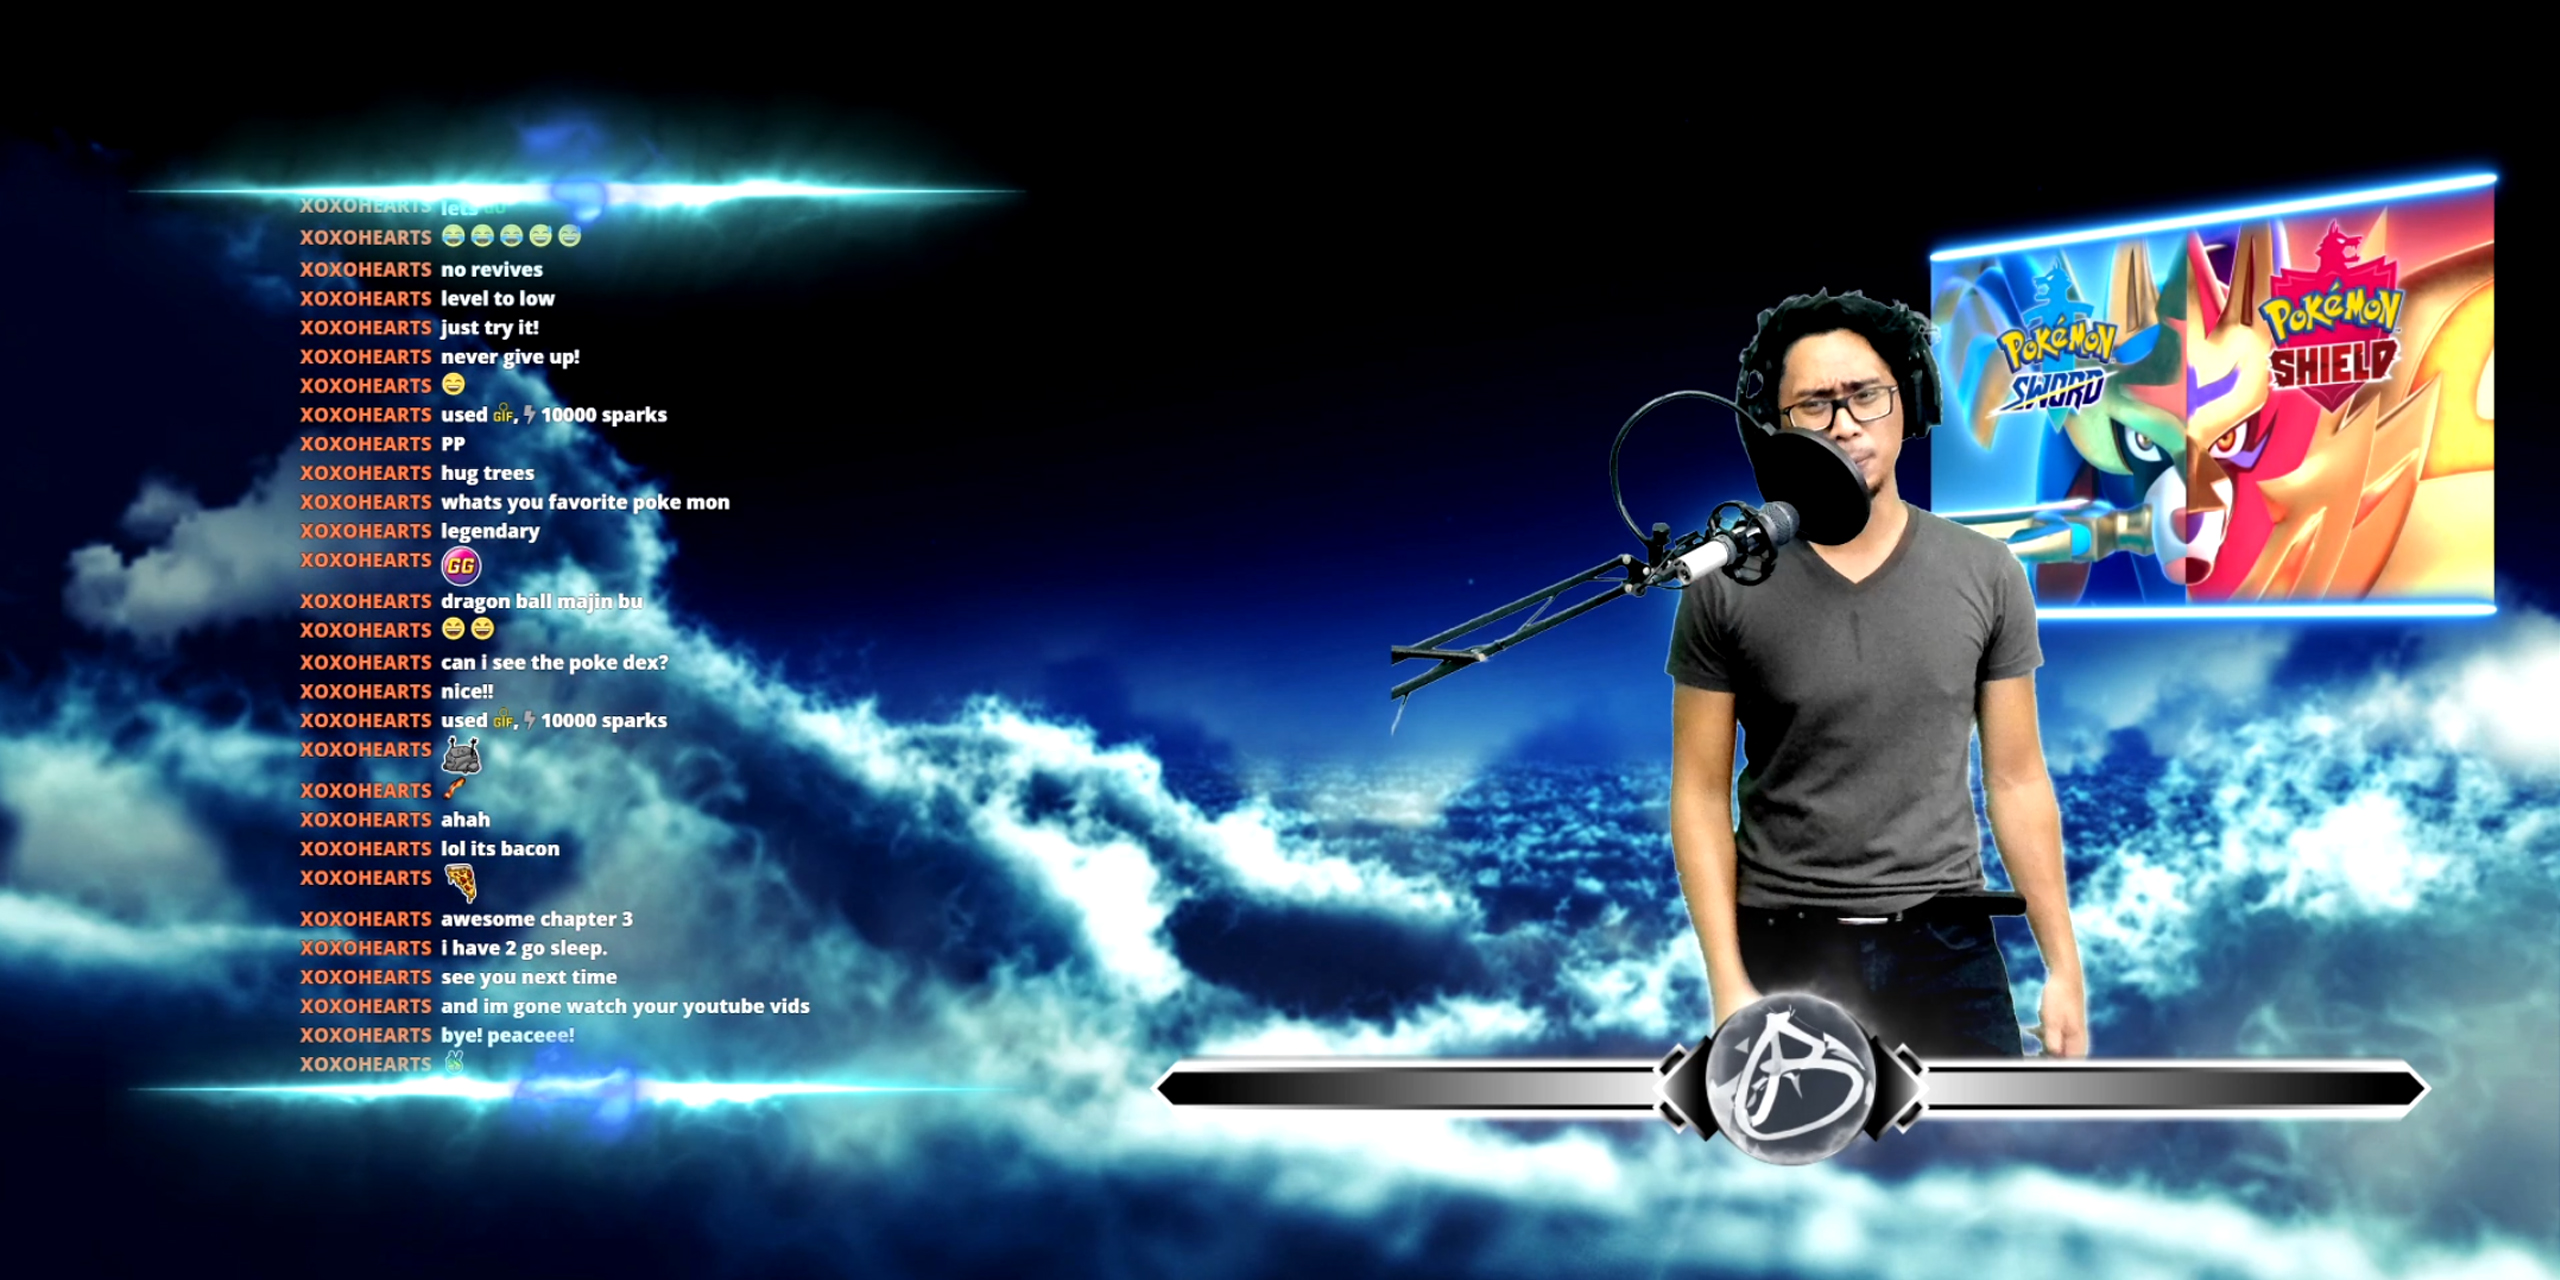 XOXOHEARTS lets go
XOXOHEARTS
XOXOHEARTS no revives
XOXOHEARTS level to low
XOXOHEARTS just try it!
XOXOHEARTS never give up!
XOXOHEARTS
XOXOHEARTS used GIF, 10000 sparks
XOXOHEARTS PP
XOXOHEARTS hug trees
XOXOHEARTS whats you favorite poke mon
XOXOHEARTS legendary
XOXOHEARTS GG
XOXOHEARTS dragon ball majin bu
XOXOHEARTS
XOXOHEARTS can i see the poke dex?
XOXOHEARTS nice!!
XOXOHEARTS used GIF, 10000 sparks
XOXOHEARTS
XOXOHEARTS
XOXOHEARTS ahah
XOXOHEARTS lol its bacon
XOXOHEARTS
XOXOHEARTS awesome chapter 3
XOXOHEARTS i have 2 go sleep.
XOXOHEARTS see you next time
XOXOHEARTS and im gone watch your youtube vids
XOXOHEARTS bye! peaceee!
XOXOHEARTS
POKéMON
SWORD
POKéMON
SHIELD
B